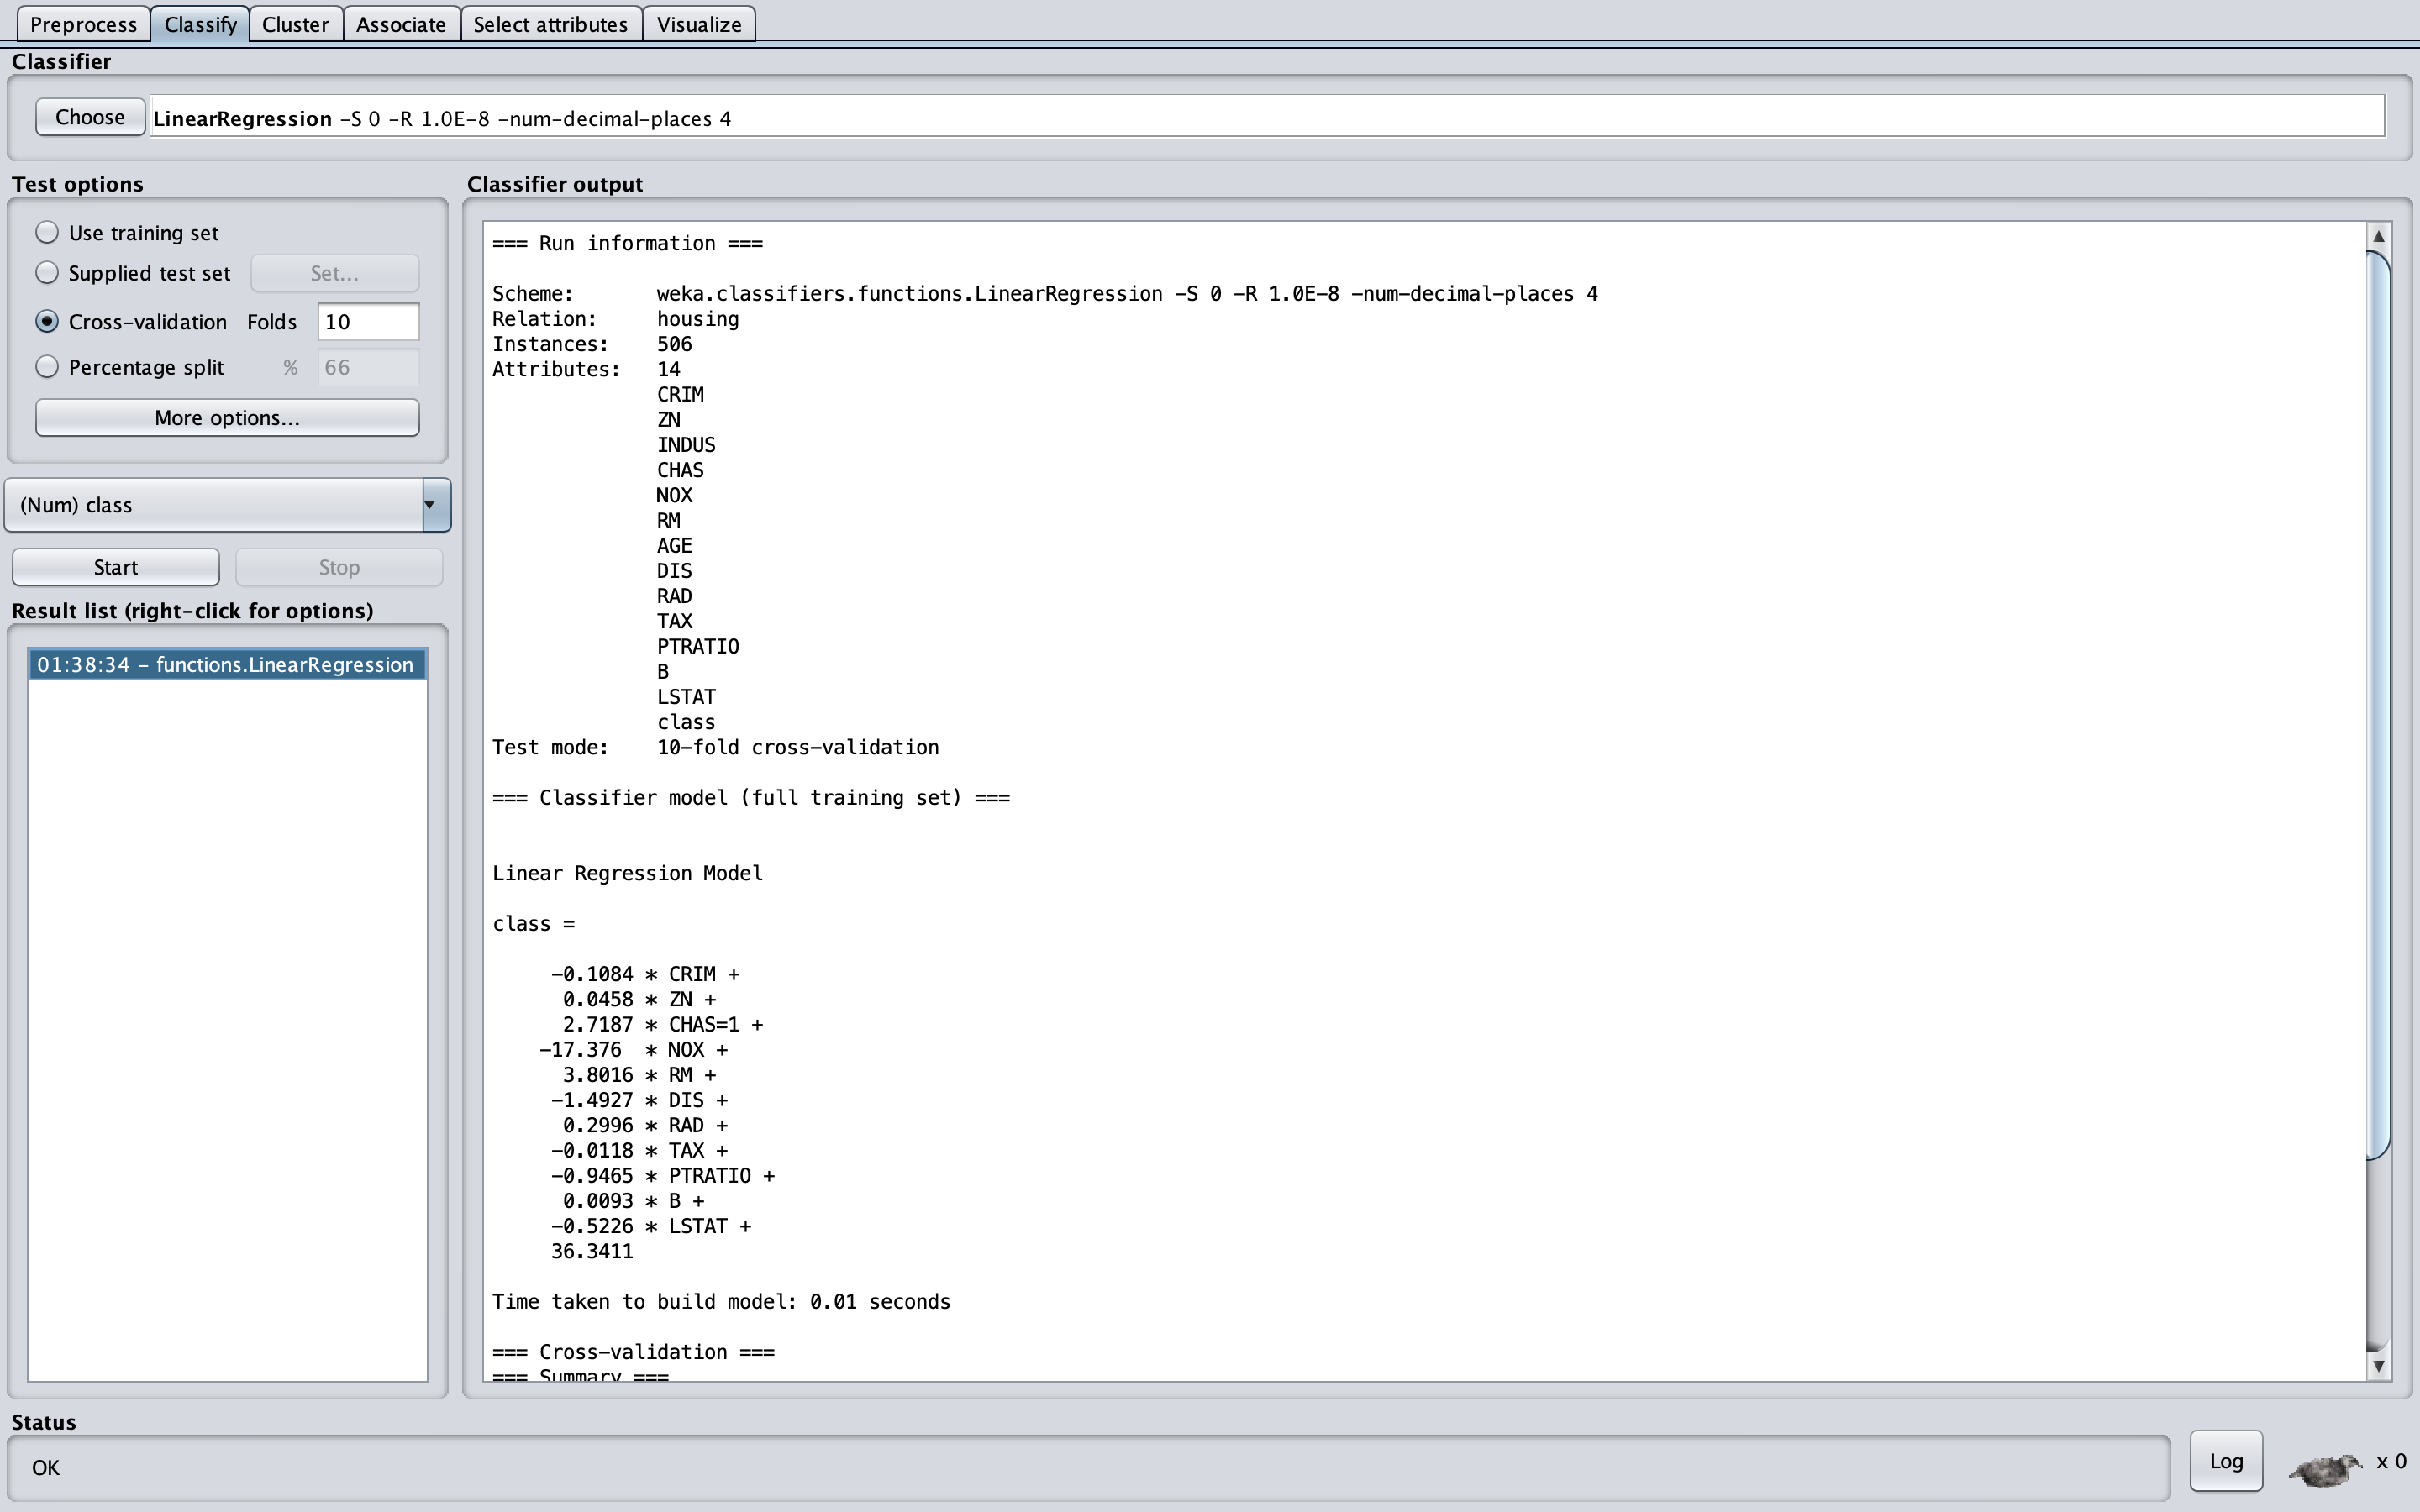 Preprocess Classify Cluster Associate Select attributes Visualize
Classifier
Choose LinearRegression -S 0 -R 1.0E-8 -num-decimal-places 4
Test options
Use training set
Supplied test set Set...
Cross-validation Folds 10
Percentage split % 66
More options...
(Num) class
Start Stop
Result list (right-click for options)
01:38:34 - functions.LinearRegression
Classifier output
=== Run information ===
Scheme: weka.classifiers.functions.LinearRegression -S 0 -R 1.0E-8 -num-decimal-places 4
Relation: housing
Instances: 506
Attributes: 14
CRIM
ZN
INDUS
CHAS
NOX
RM
AGE
DIS
RAD
TAX
PTRATIO
B
LSTAT
class
Test mode: 10-fold cross-validation
=== Classifier model (full training set) ===
Linear Regression Model
class =
-0.1084 * CRIM +
0.0458 * ZN +
2.7187 * CHAS=1 +
-17.376 * NOX +
3.8016 * RM +
-1.4927 * DIS +
0.2996 * RAD +
-0.0118 * TAX +
-0.9465 * PTRATIO +
0.0093 * B +
-0.5226 * LSTAT +
36.3411
Time taken to build model: 0.01 seconds
=== Cross-validation ===
=== Summary ===
Status
OK
Log x 0